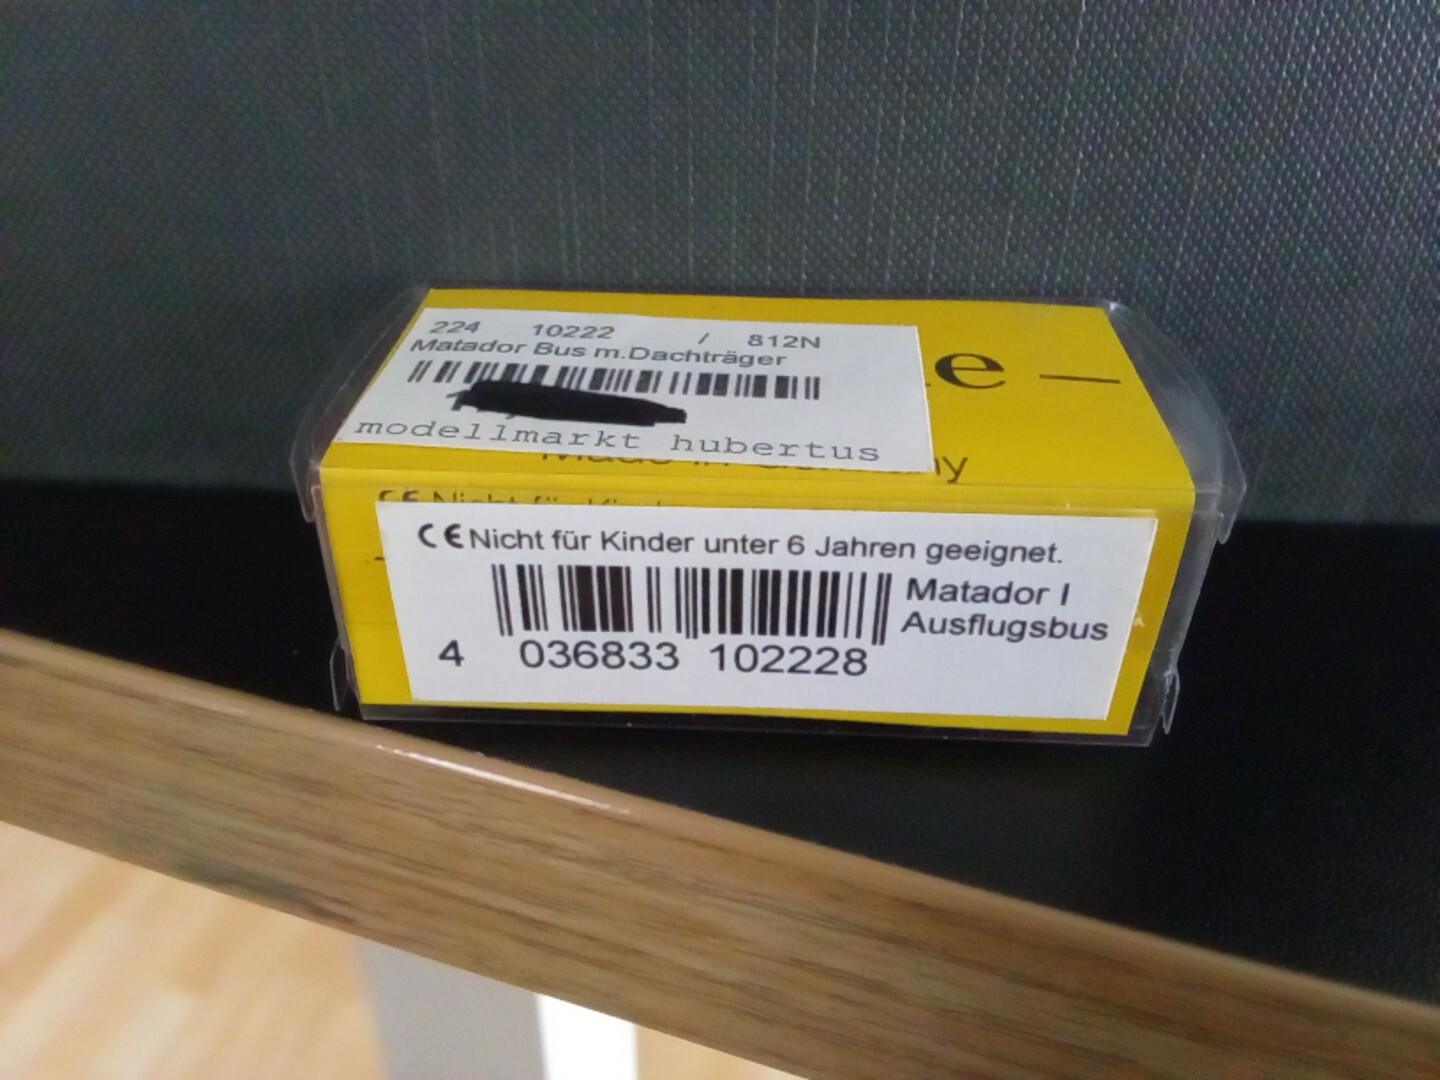 224 10222 / 812N
Matador Bus m.Dachträger
modellmarkt hubertus
e –
CE Nicht für Kinder unter 6 Jahren geeignet.
Matador I
Ausflugsbus
4 036833 102228